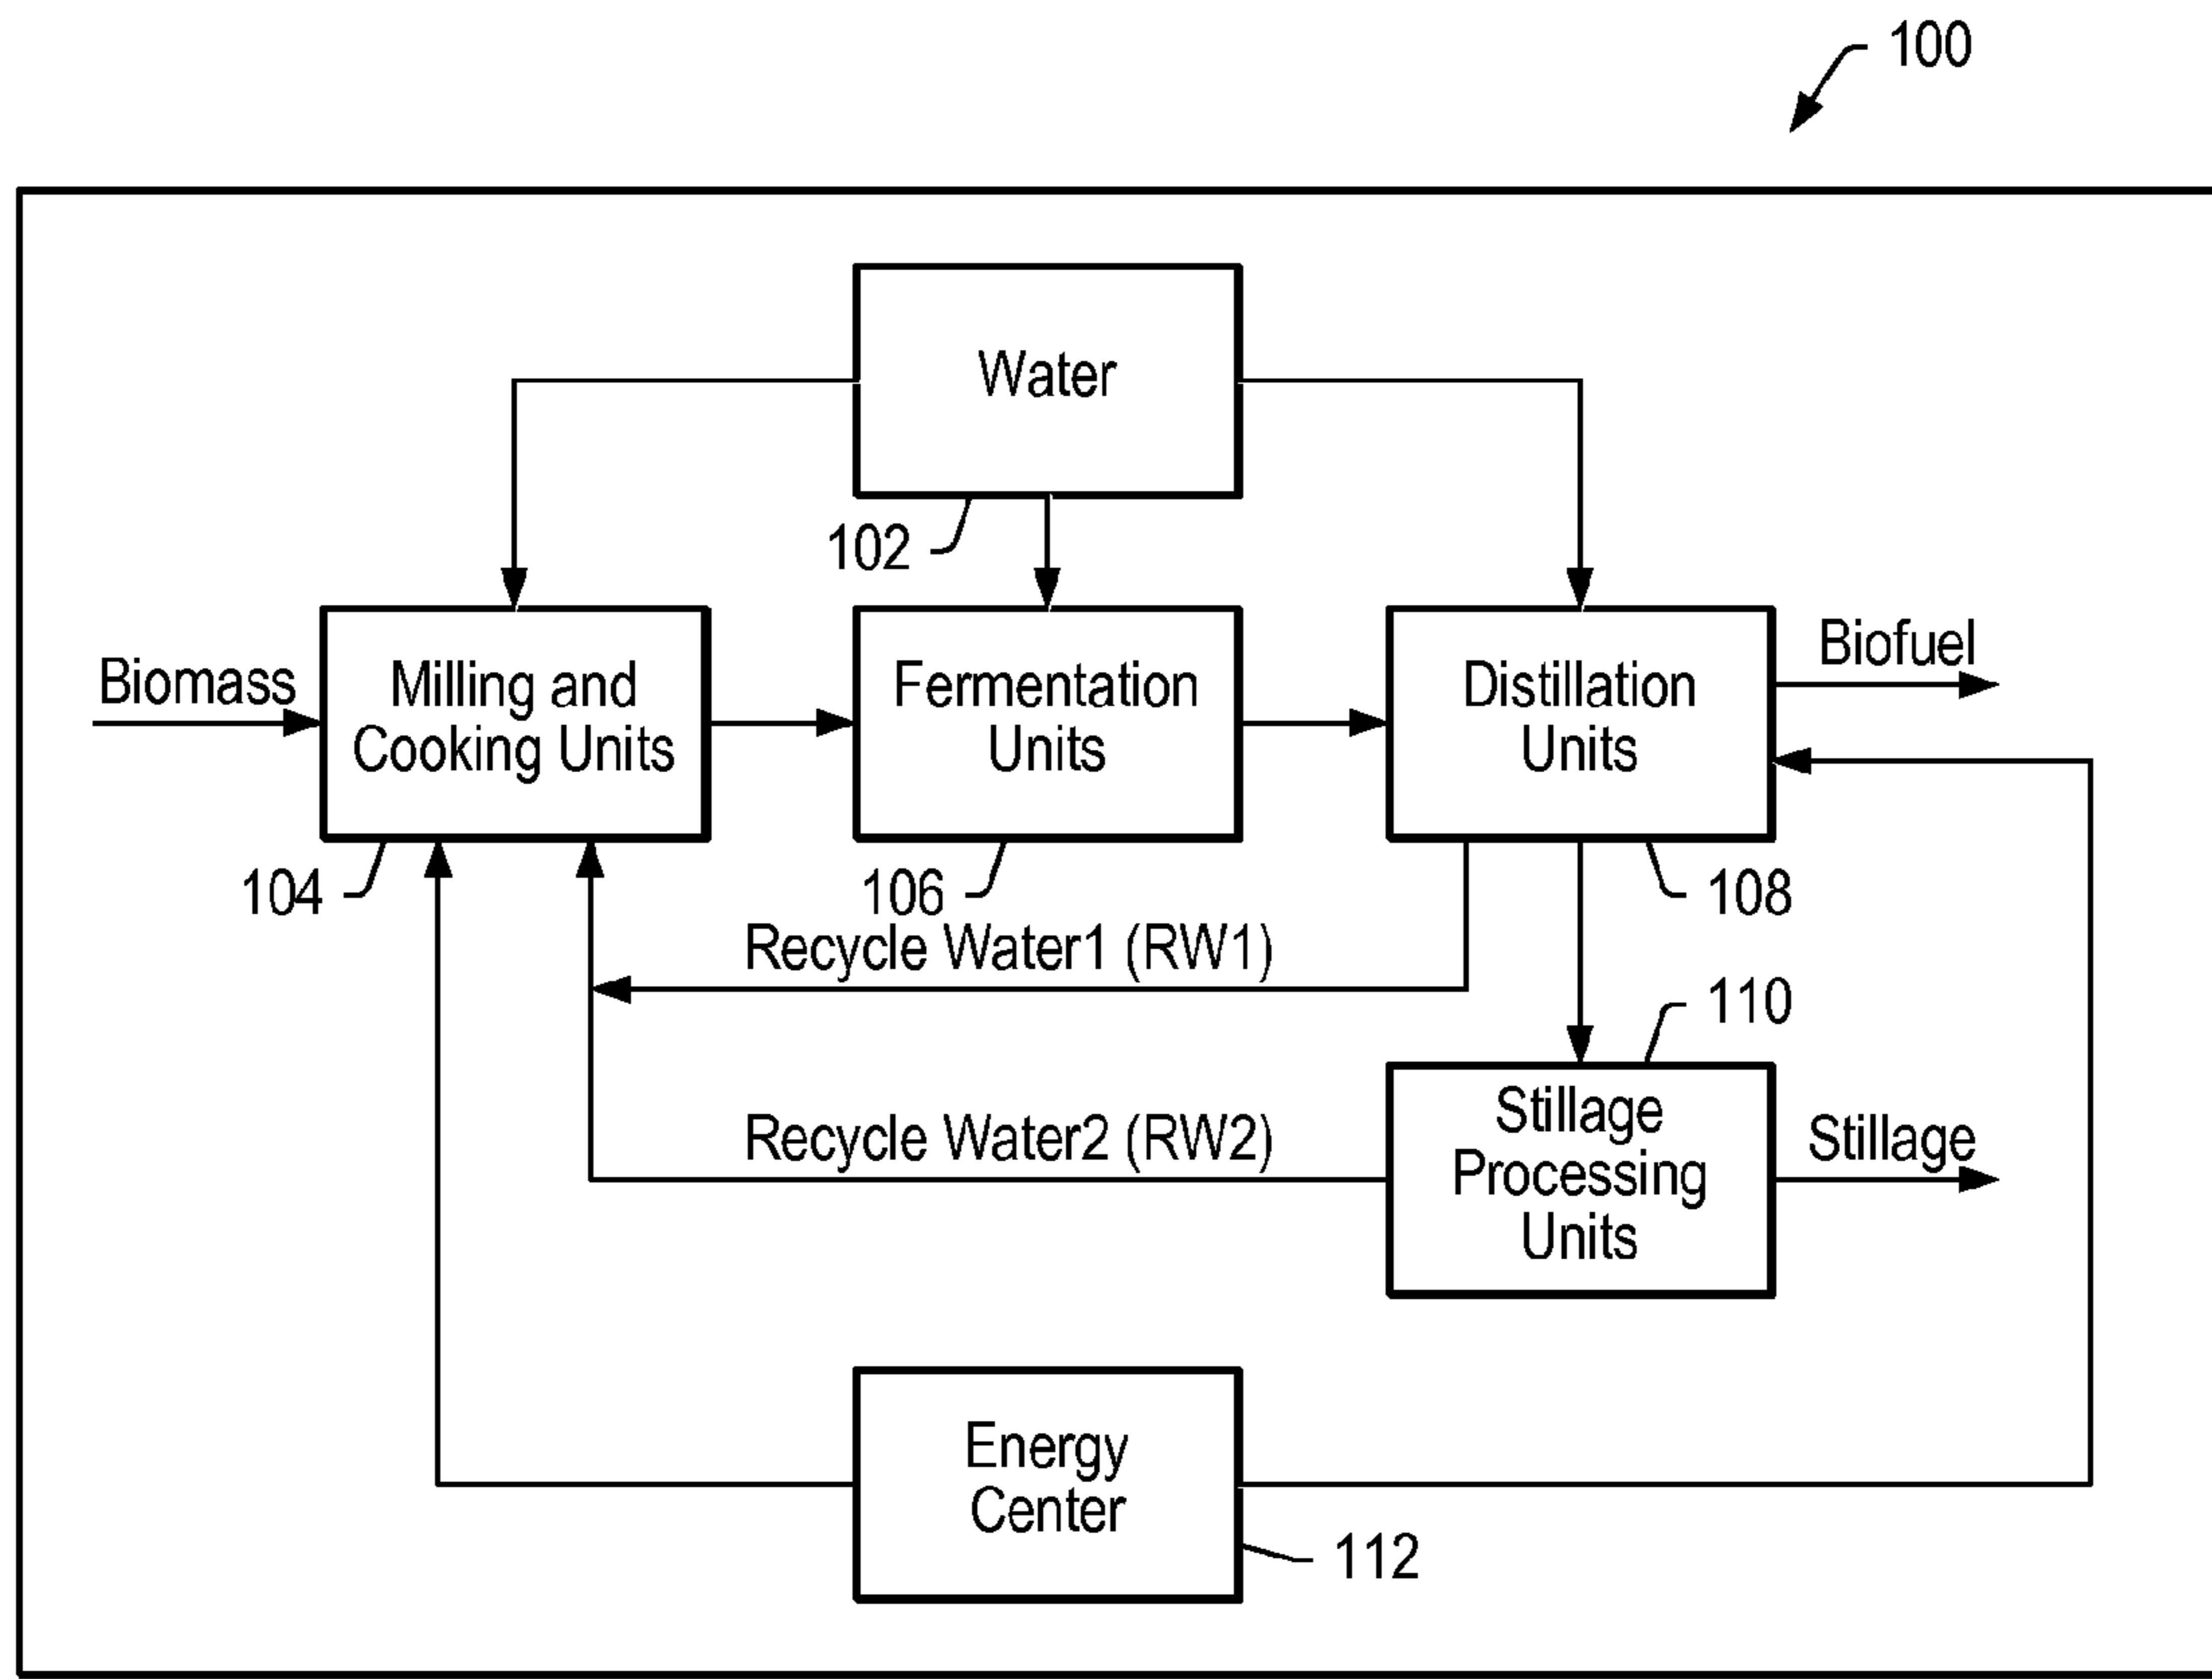 100
Water
102
Biomass
Milling and
Cooking Units
104
Fermentation
Units
106
Distillation
Units
108
Biofuel
Recycle Water1 (RW1)
110
Recycle Water2 (RW2)
Stillage
Processing
Units
Stillage
Energy
Center
112